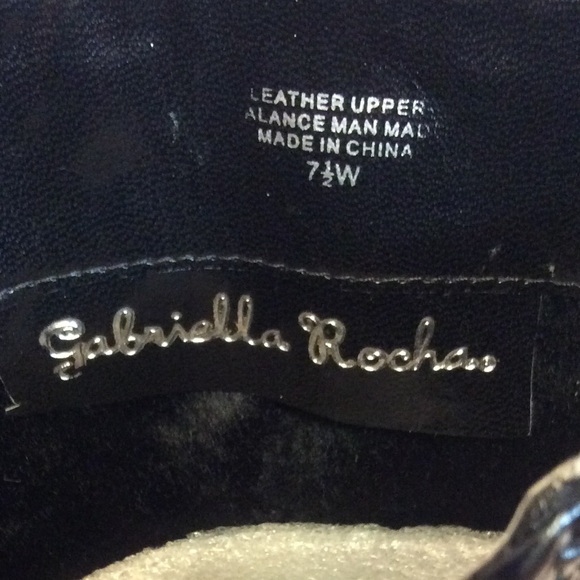 LEATHER UPPER
ALANCE MAN MAD
MADE IN CHINA
7½W
Gabriella Rocha